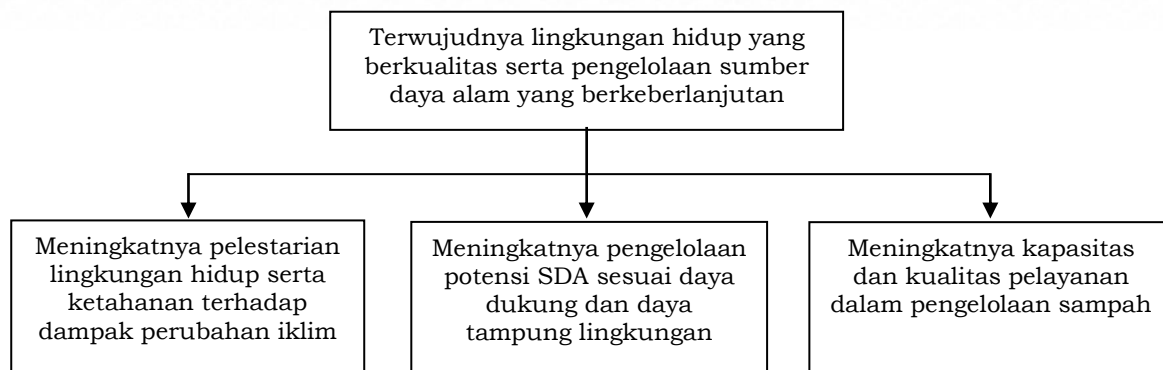 Terwujudnya lingkungan hidup yang
berkualitas serta pengelolaan sumber
daya alam yang berkeberlanjutan
Meningkatnya pelestarian
lingkungan hidup serta
ketahanan terhadap
dampak perubahan iklim
Meningkatnya pengelolaan
potensi SDA sesuai daya
dukung dan daya
tampung lingkungan
Meningkatnya kapasitas
dan kualitas pelayanan
dalam pengelolaan sampah